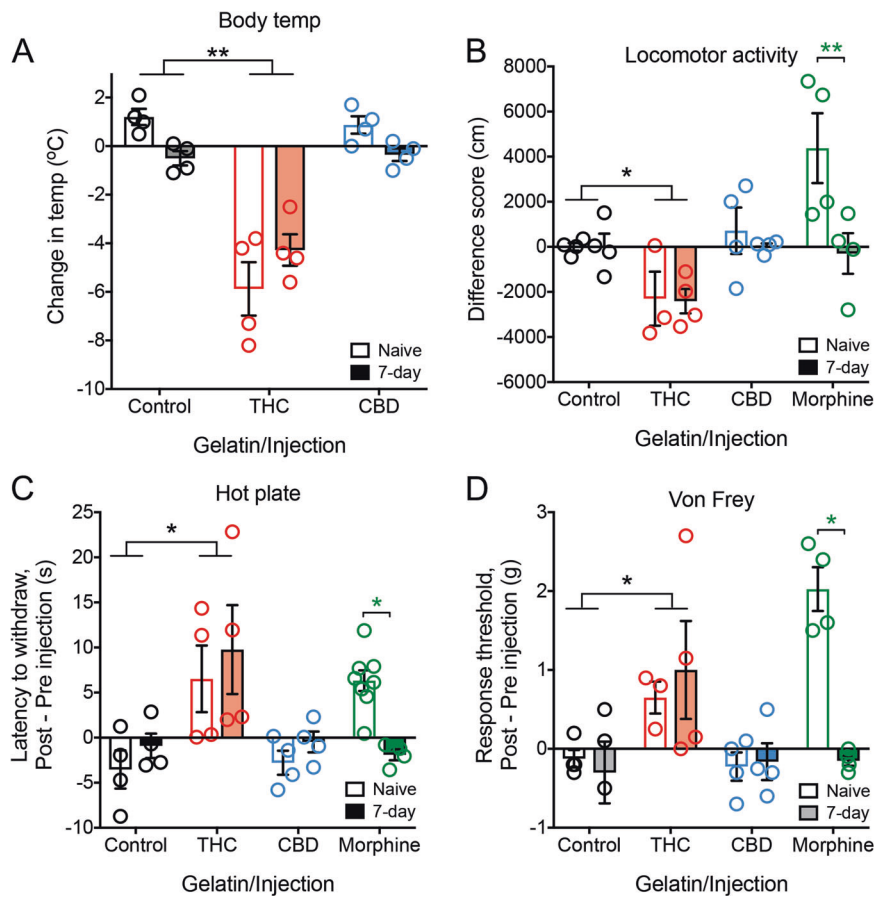 A
Body temp
**
Change in temp (ºC)
2
0
-2
-4
-6
-8
-10
Naive
7-day
Control THC CBD
Gelatin/Injection
B
Locomotor activity
**
*
Difference score (cm)
8000
6000
4000
2000
0
-2000
-4000
-6000
Naive
7-day
Control THC CBD Morphine
Gelatin/Injection
C
Hot plate
*
*
Latency to withdraw,
Post - Pre injection (s)
25
20
15
10
5
0
-5
-10
Naive
7-day
Control THC CBD Morphine
Gelatin/Injection
D
Von Frey
*
*
Response threshold,
Post - Pre injection (g)
3
2
1
0
-1
Naive
7-day
Control THC CBD Morphine
Gelatin/Injection